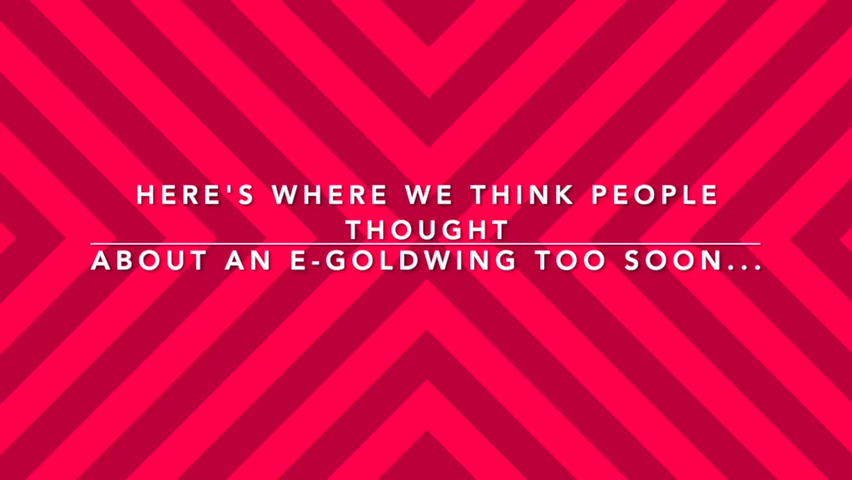 HERE'S WHERE WE THINK PEOPLE
THOUGHT
ABOUT AN E-GOLDWING TOO SOON...